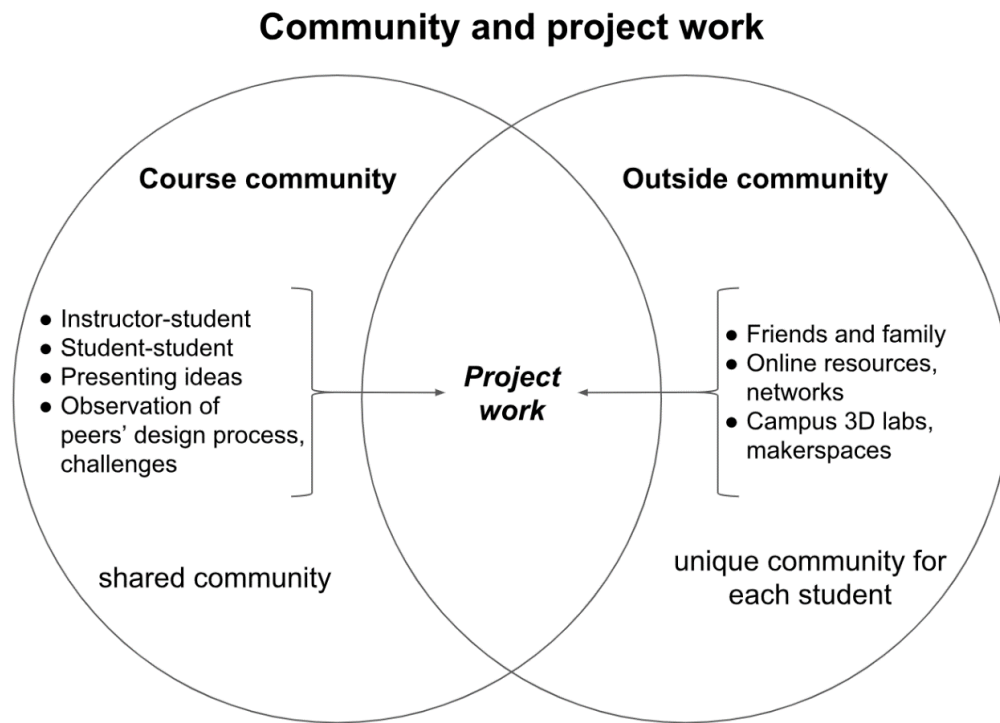 Community and project work
Course community
● Instructor-student
● Student-student
● Presenting ideas
● Observation of
peers’ design process,
challenges
shared community
Project
work
Outside community
● Friends and family
● Online resources,
networks
● Campus 3D labs,
makerspaces
unique community for
each student